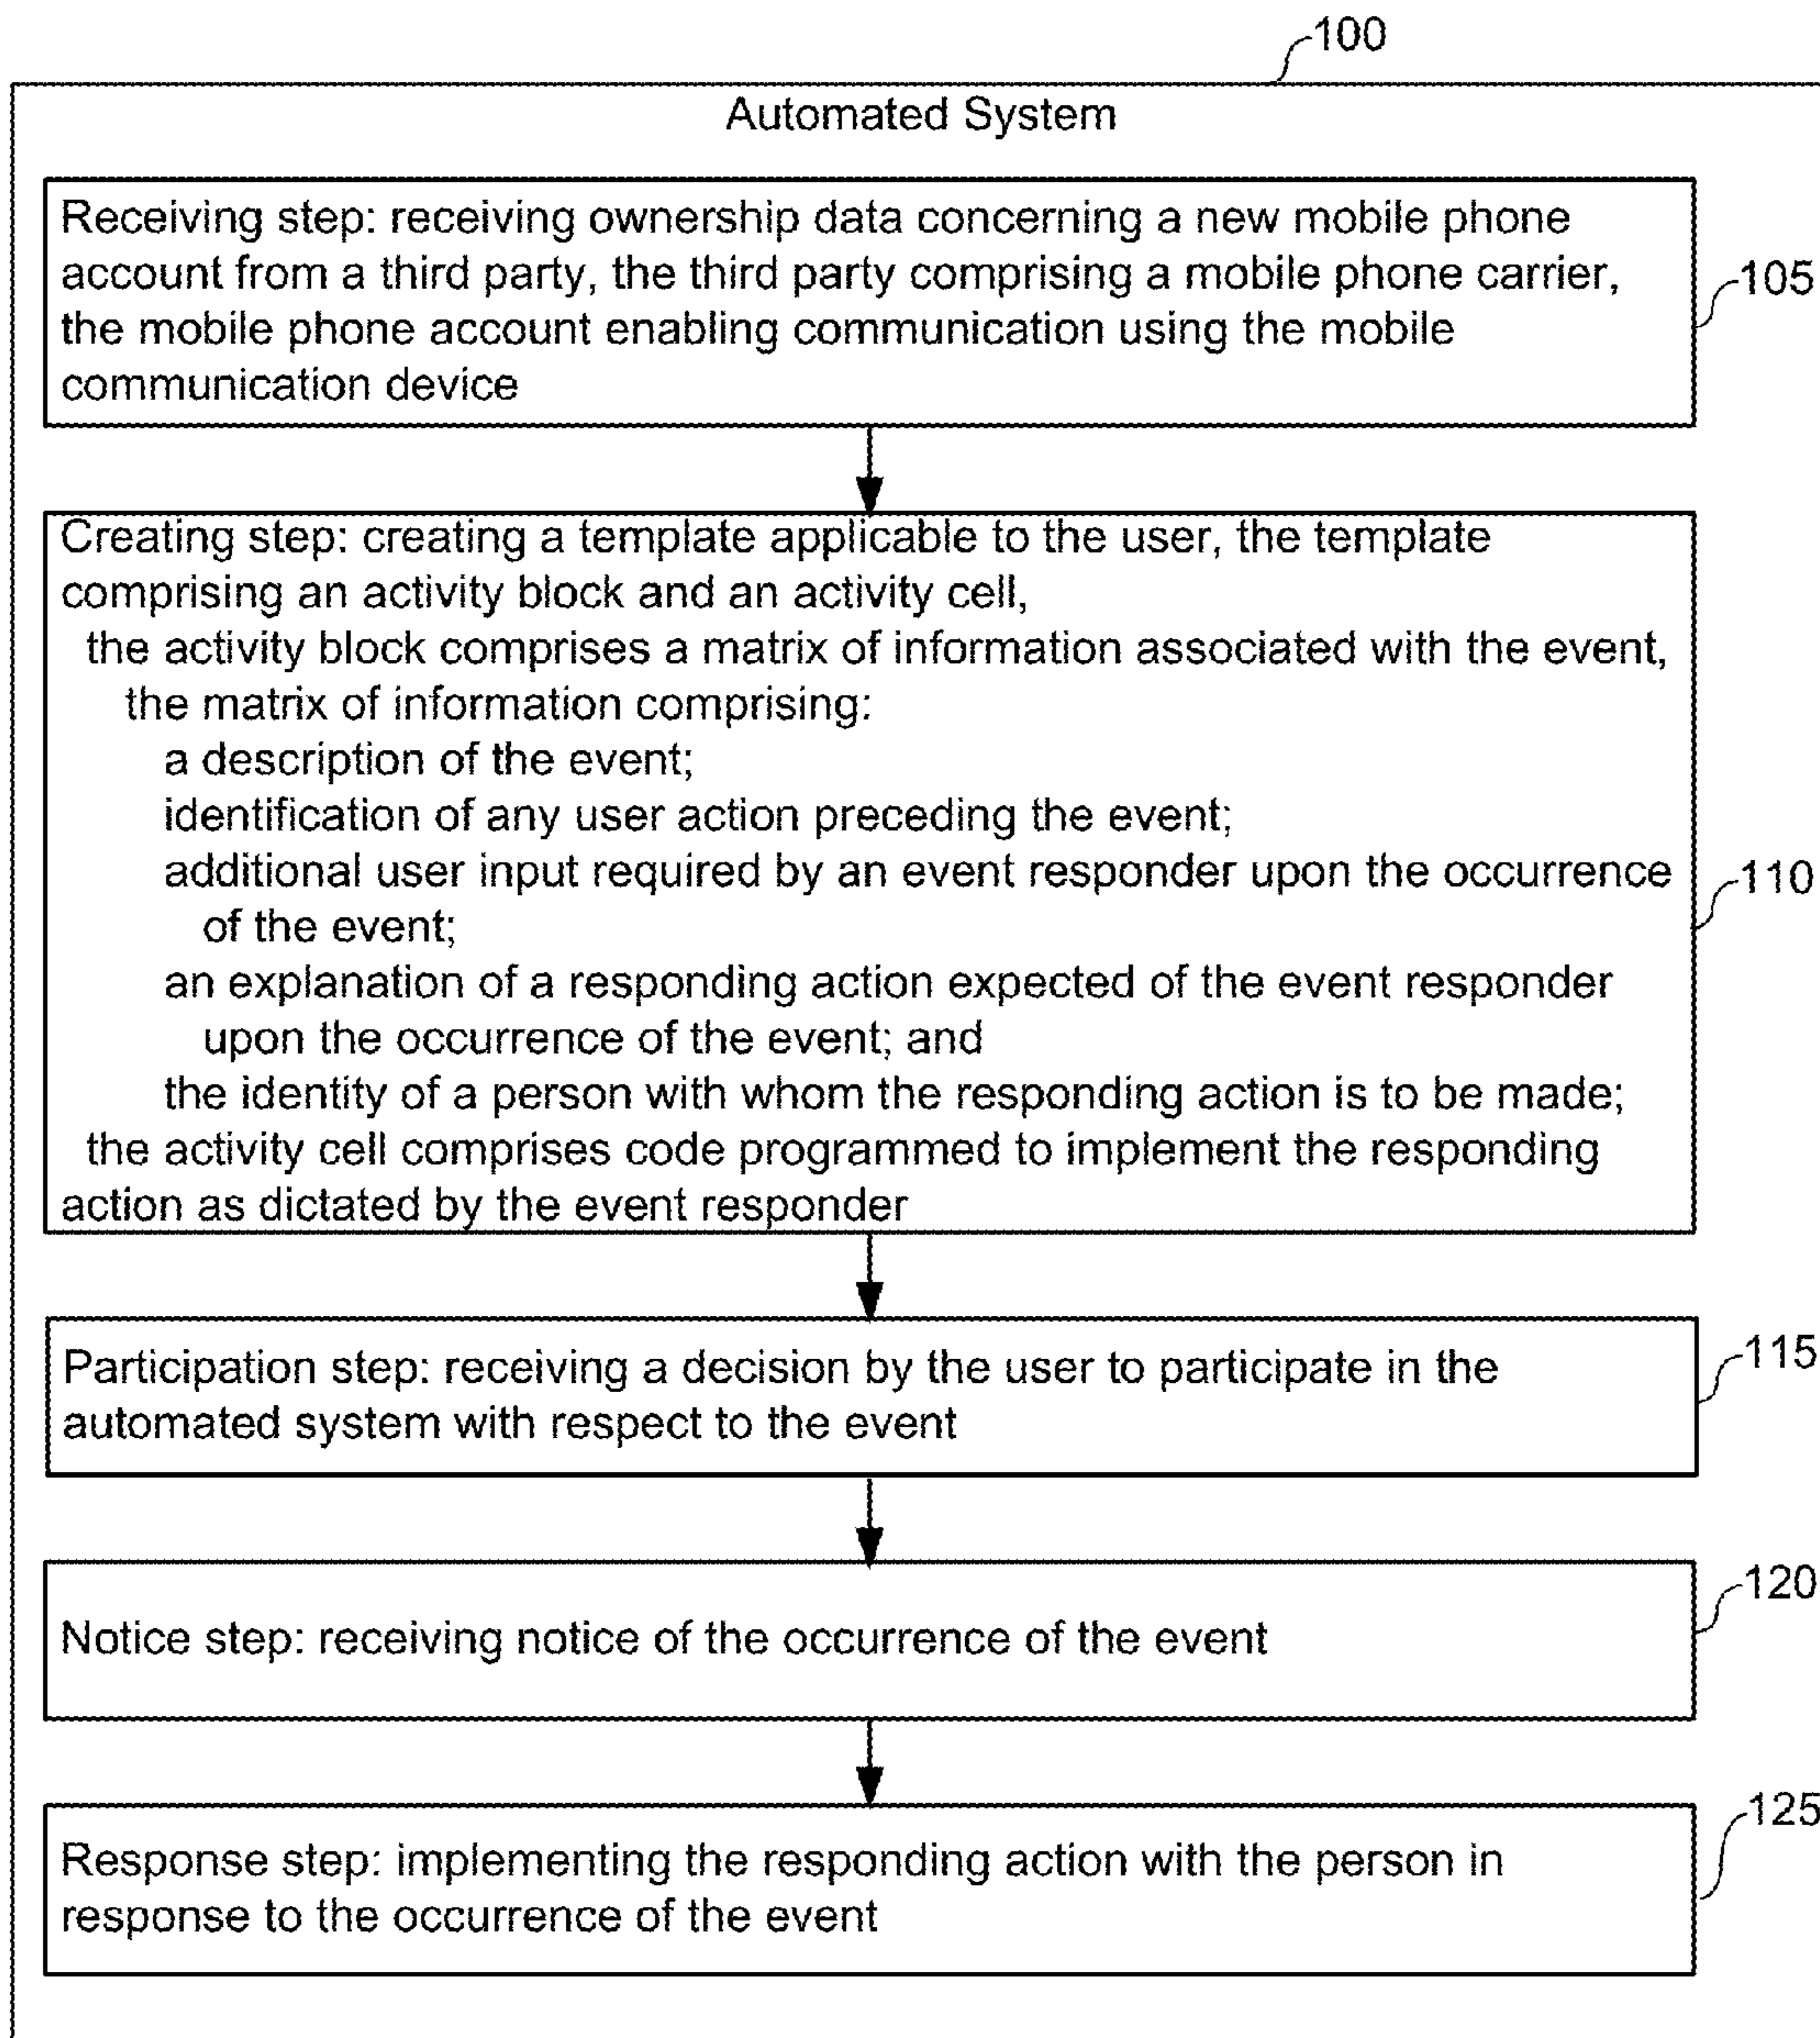 100
Automated System
Receiving step: receiving ownership data concerning a new mobile phone
account from a third party, the third party comprising a mobile phone carrier,
the mobile phone account enabling communication using the mobile
communication device
105
Creating step: creating a template applicable to the user, the template
comprising an activity block and an activity cell,
the activity block comprises a matrix of information associated with the event,
the matrix of information comprising:
a description of the event;
identification of any user action preceding the event;
additional user input required by an event responder upon the occurrence
of the event;
an explanation of a responding action expected of the event responder
upon the occurrence of the event; and
the identity of a person with whom the responding action is to be made;
the activity cell comprises code programmed to implement the responding
action as dictated by the event responder
110
Participation step: receiving a decision by the user to participate in the
automated system with respect to the event
115
Notice step: receiving notice of the occurrence of the event
120
Response step: implementing the responding action with the person in
response to the occurrence of the event
125